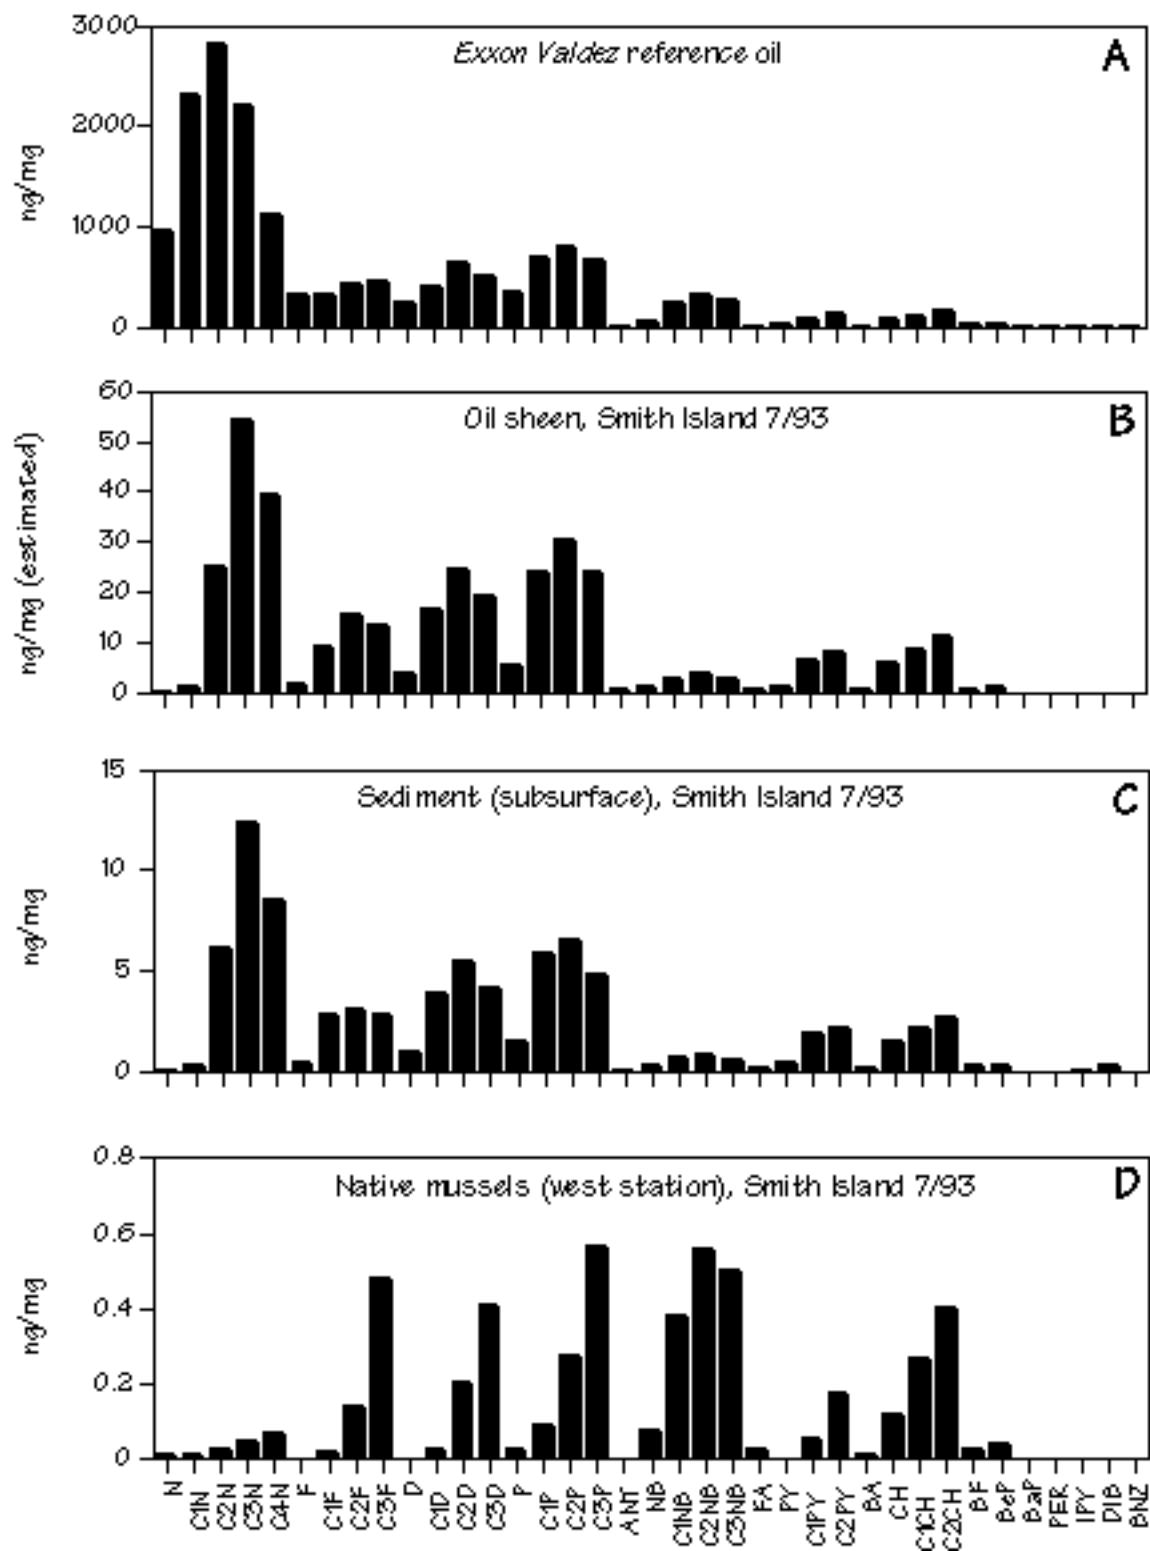 Exxon Valdez reference oil
A
ng/mg
3000
2000
1000
0
Oil sheen, Smith Island 7/93
B
ng/mg (estimated)
60
50
40
30
20
10
0
Sediment (subsurface), Smith Island 7/93
C
ng/mg
15
10
5
0
Native mussels (west station), Smith Island 7/93
D
ng/mg
0.8
0.6
0.4
0.2
0
N
C1N
C2N
C3N
C4N
F
C1F
C2F
C3F
D
C1D
C2D
C3D
P
C1P
C2P
C3P
ANT
NB
C1NB
C2NB
C3NB
FA
PY
C1PY
C2PY
BA
CH
C1CH
C2CH
BF
BeP
BaP
PER
IPY
DIB
BNZ